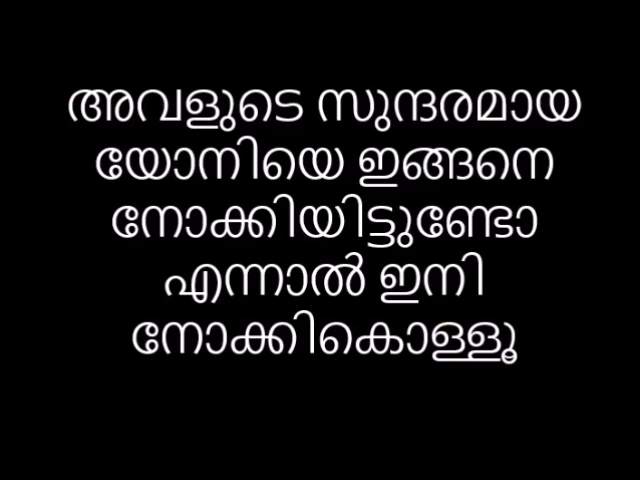 അവളുടെ സുന്ദരമായ
യോനിയെ ഇങ്ങനെ
നോക്കിയിട്ടുണ്ടോ
എന്നാൽ ഇനി
നോക്കികൊള്ളൂ